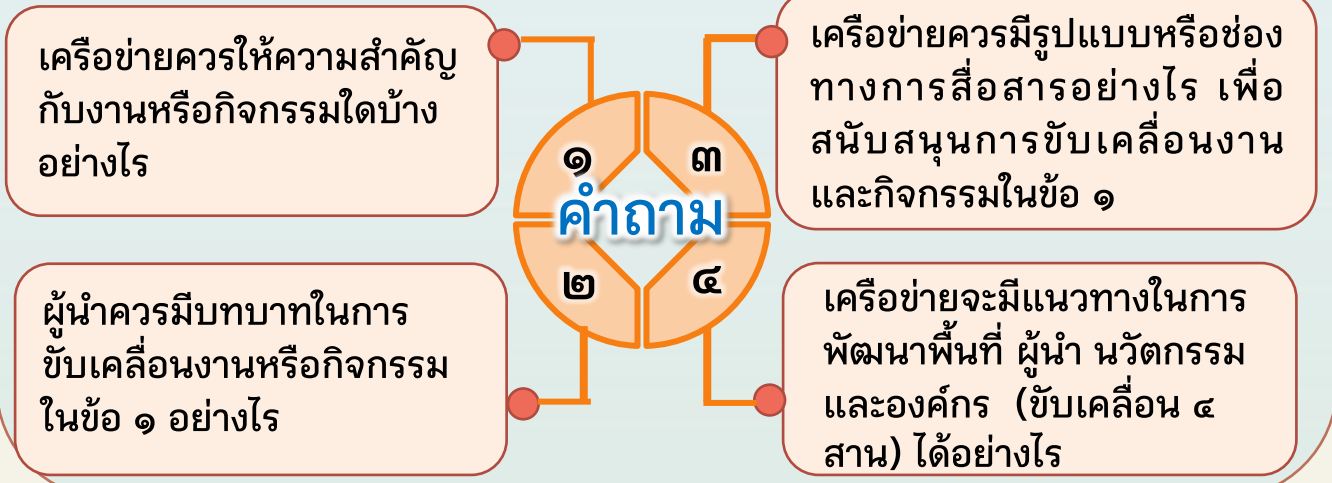 เครือข่ายควรให้ความสำคัญ
กับงานหรือกิจกรรมใดบ้าง
อย่างไร
เครือข่ายควรมีรูปแบบหรือช่อง
ทางการสื่อสารอย่างไร เพื่อ
สนับสนุนการขับเคลื่อนงาน
และกิจกรรมในข้อ ๑
๑
๓
คำถาม
๒
๔
ผู้นำควรมีบทบาทในการ
ขับเคลื่อนงานหรือกิจกรรม
ในข้อ ๑ อย่างไร
เครือข่ายจะมีแนวทางในการ
พัฒนาพื้นที่ ผู้นำ นวัตกรรม
และองค์กร (ขับเคลื่อน ๔
สาน) ได้อย่างไร